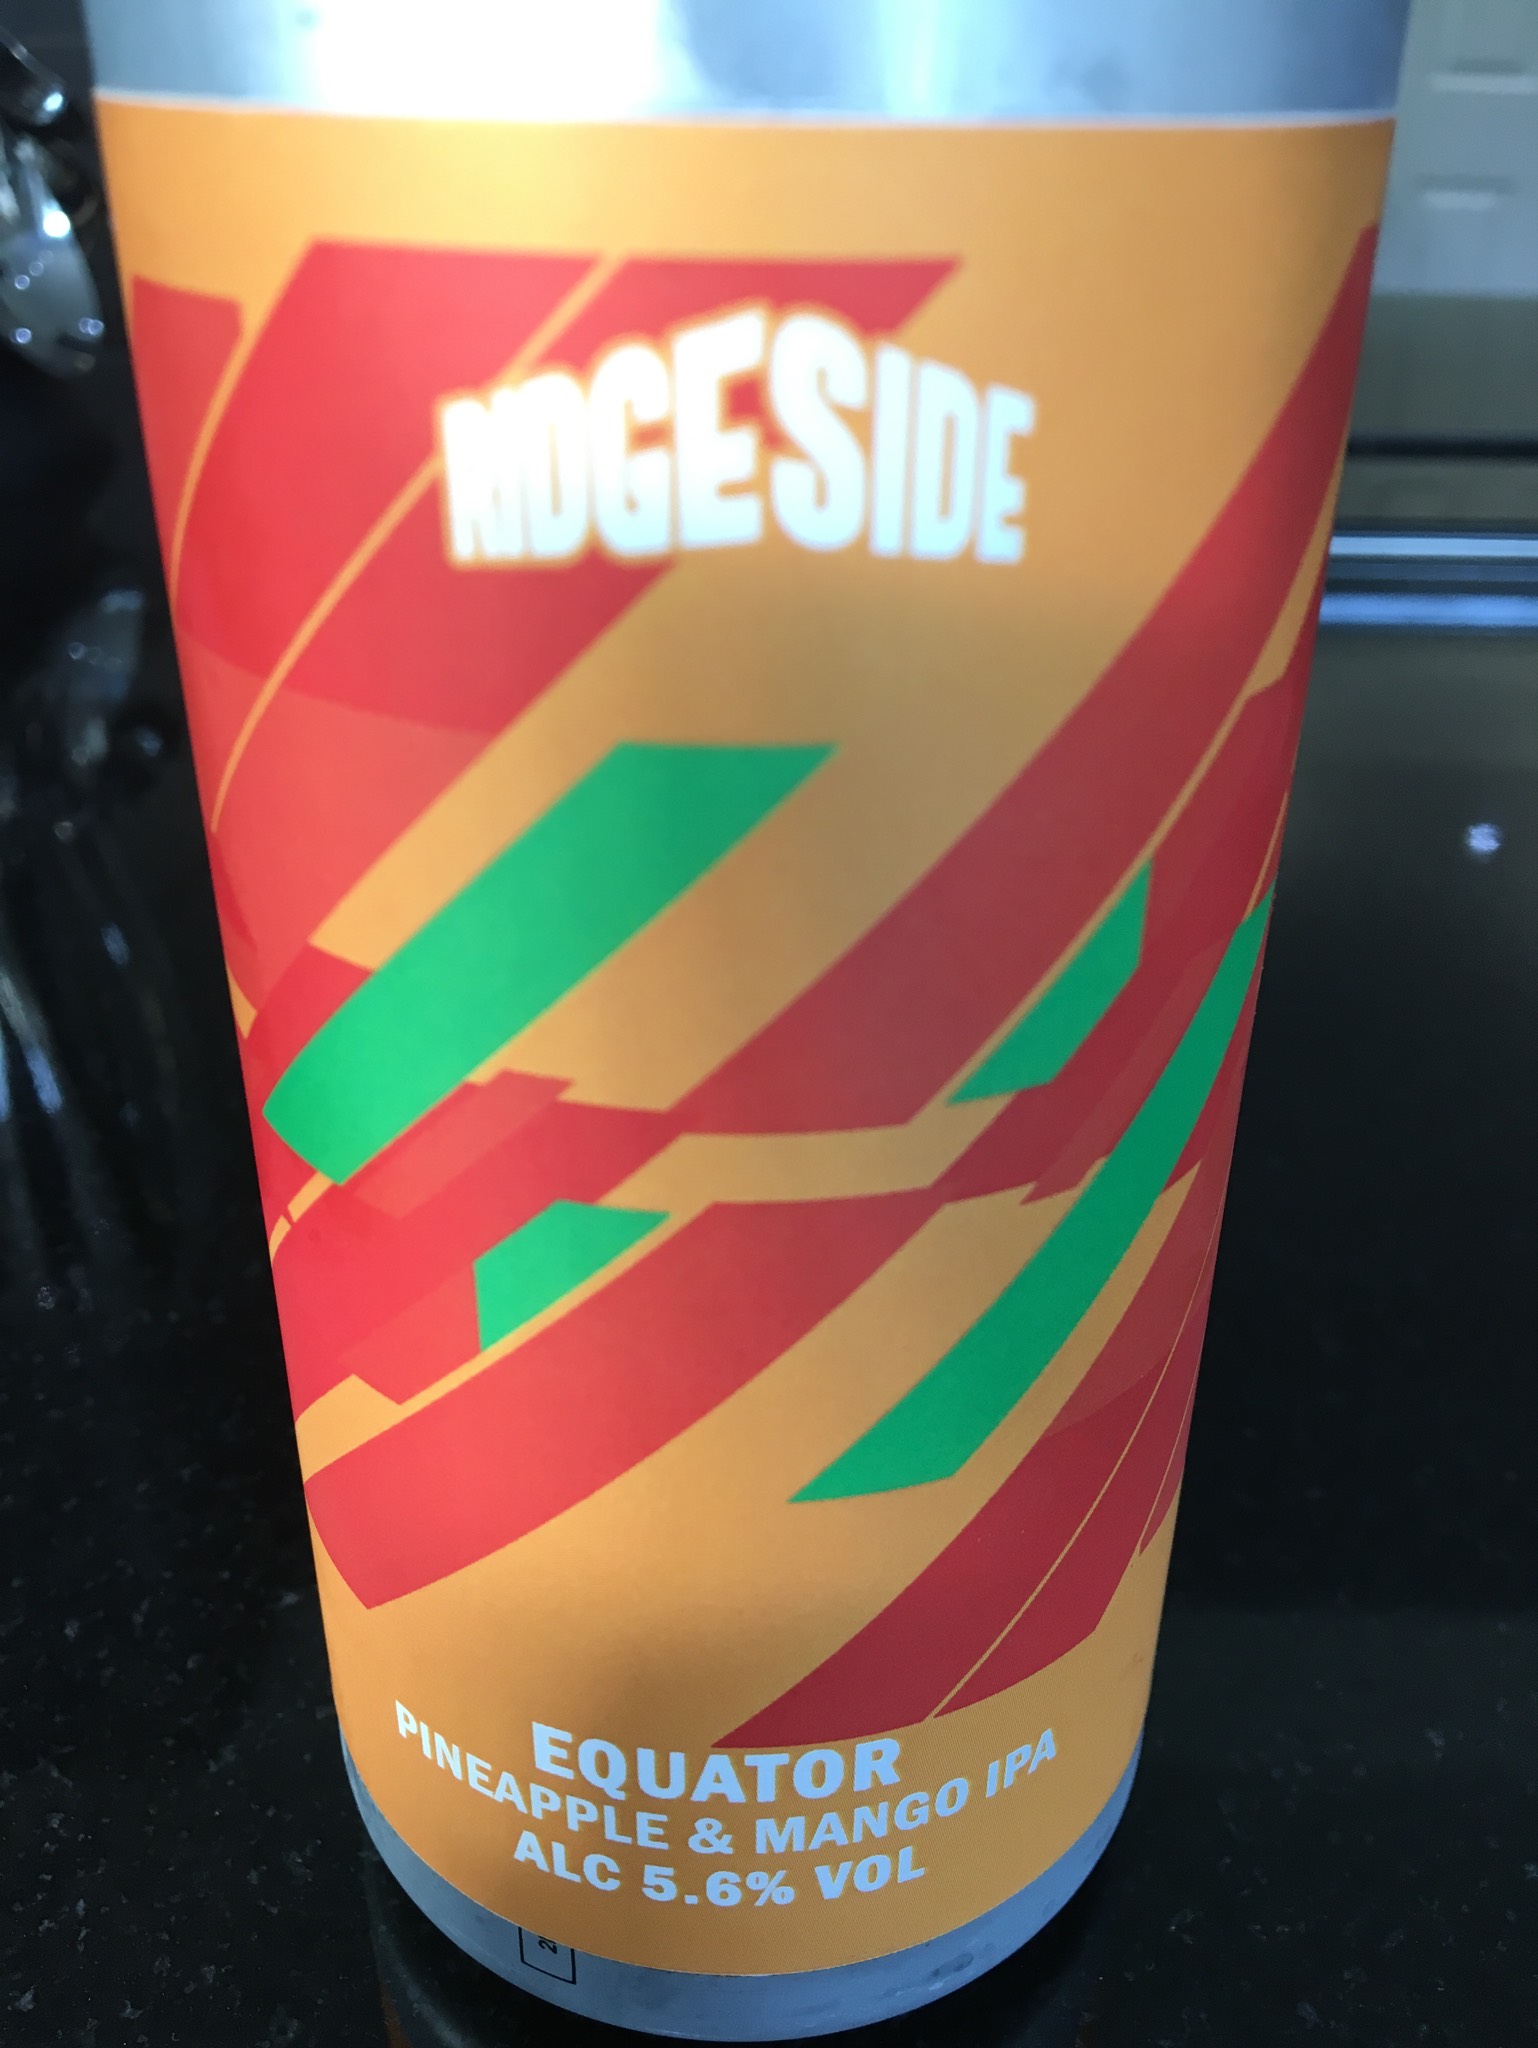 RIDGESIDE
EQUATOR
PINEAPPLE & MANGO IPA
ALC 5.6% VOL